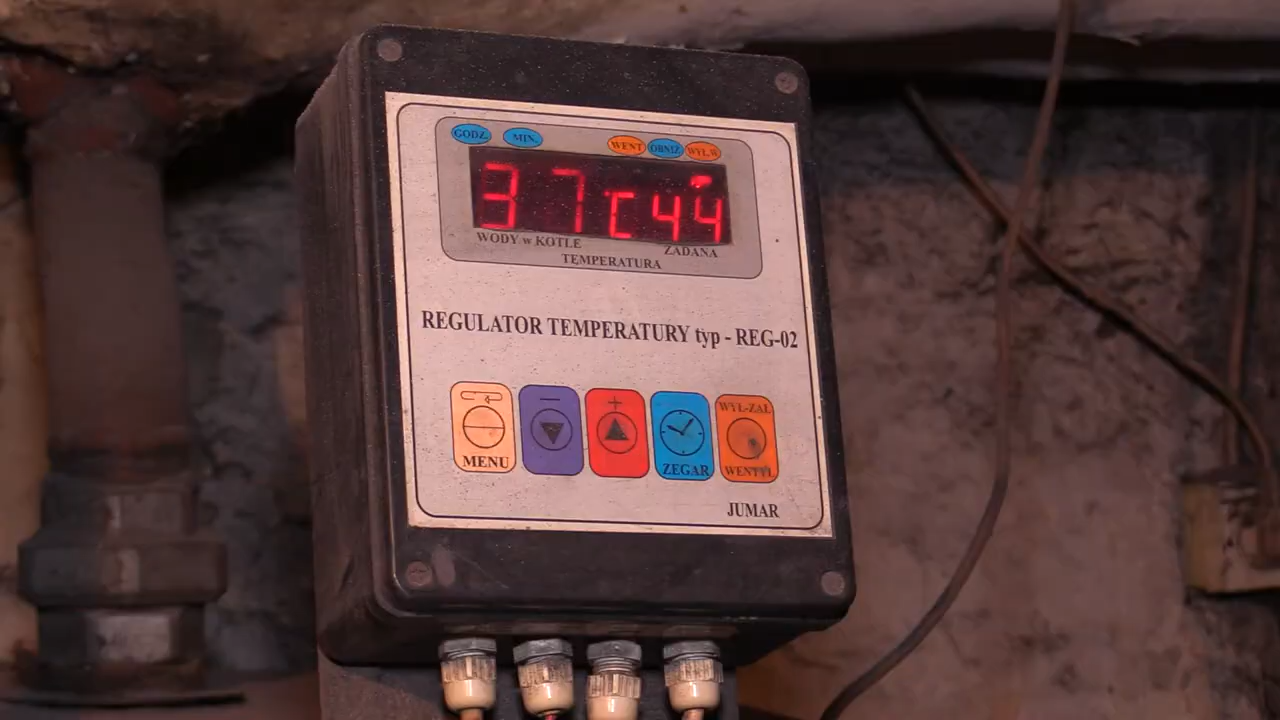 GODZ. MIN. WENT OBNIŻ WYŁ.W
37c44
WODY w KOTLE ZADANA
TEMPERATURA
REGULATOR TEMPERATURY typ - REG-02
- + WYŁ-ZAŁ
MENU ZEGAR WENTYL
JUMAR